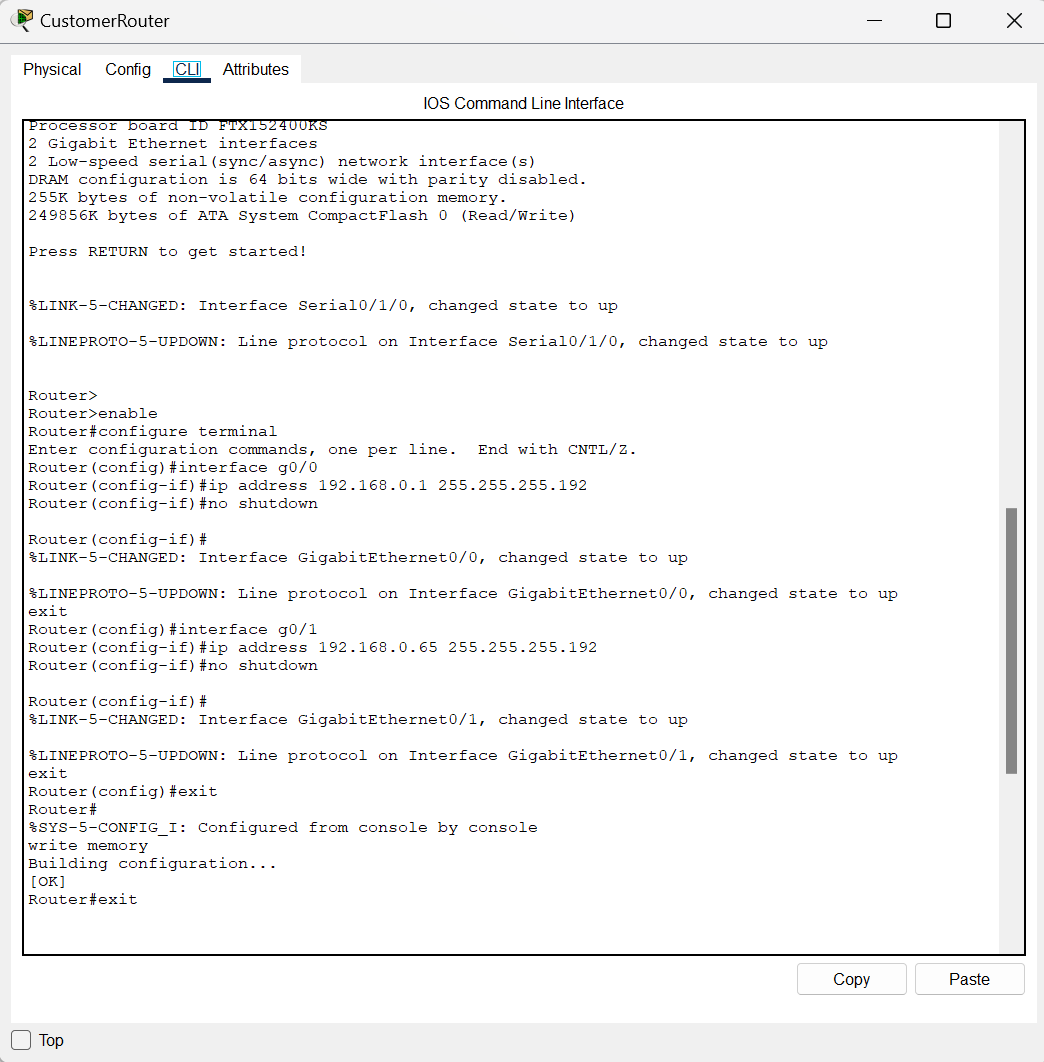 CustomerRouter
Physical Config CLI Attributes
IOS Command Line Interface
Processor board ID FTX152400KS
2 Gigabit Ethernet interfaces
2 Low-speed serial(sync/async) network interface(s)
DRAM configuration is 64 bits wide with parity disabled.
255K bytes of non-volatile configuration memory.
249856K bytes of ATA System CompactFlash 0 (Read/Write)
Press RETURN to get started!
%LINK-5-CHANGED: Interface Serial0/1/0, changed state to up
%LINEPROTO-5-UPDOWN: Line protocol on Interface Serial0/1/0, changed state to up
Router>
Router>enable
Router#configure terminal
Enter configuration commands, one per line.  End with CNTL/Z.
Router(config)#interface g0/0
Router(config-if)#ip address 192.168.0.1 255.255.255.192
Router(config-if)#no shutdown
Router(config-if)#
%LINK-5-CHANGED: Interface GigabitEthernet0/0, changed state to up
%LINEPROTO-5-UPDOWN: Line protocol on Interface GigabitEthernet0/0, changed state to up
exit
Router(config)#interface g0/1
Router(config-if)#ip address 192.168.0.65 255.255.255.192
Router(config-if)#no shutdown
Router(config-if)#
%LINK-5-CHANGED: Interface GigabitEthernet0/1, changed state to up
%LINEPROTO-5-UPDOWN: Line protocol on Interface GigabitEthernet0/1, changed state to up
exit
Router(config)#exit
Router#
%SYS-5-CONFIG_I: Configured from console by console
write memory
Building configuration...
[OK]
Router#exit
Copy Paste
Top